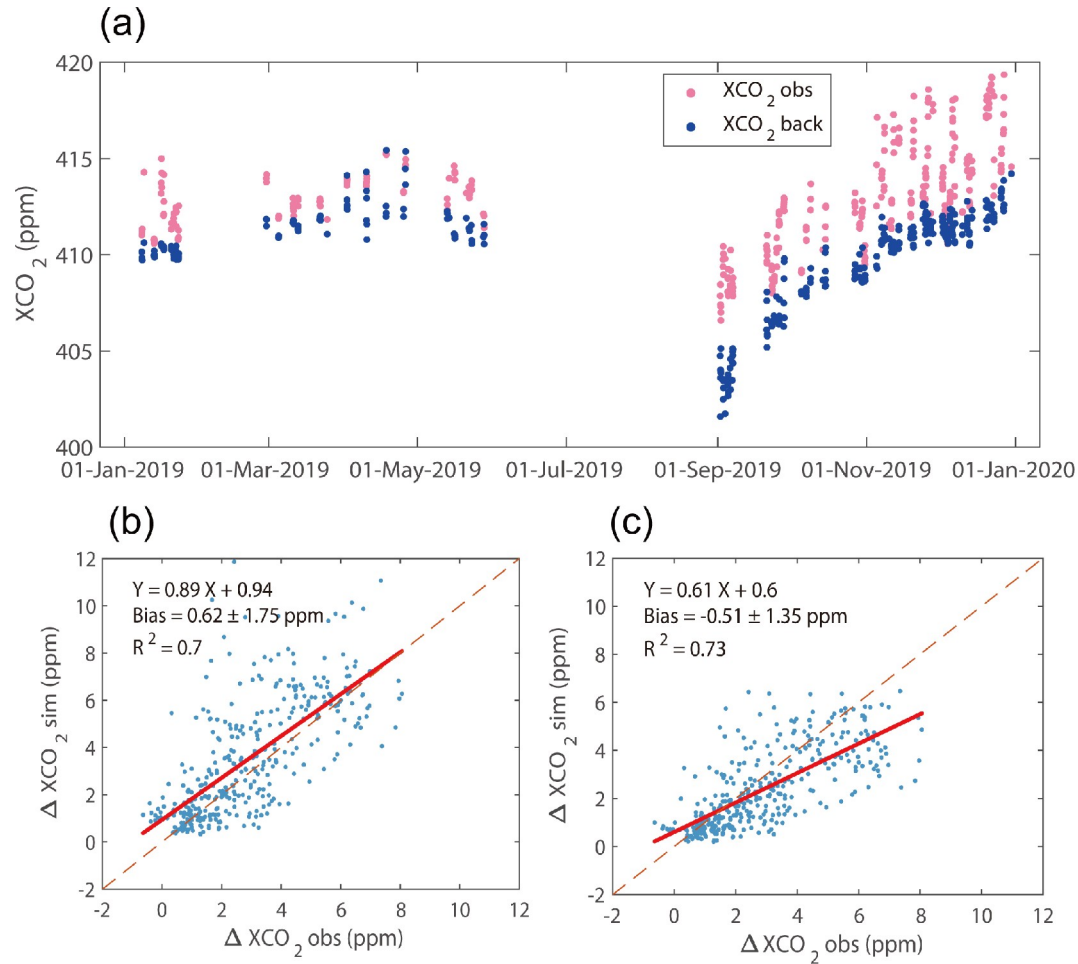 (a)
XCO2 (ppm)
420
415
410
405
400
XCO2 obs
XCO2 back
01-Jan-2019 01-Mar-2019 01-May-2019 01-Jul-2019 01-Sep-2019 01-Nov-2019 01-Jan-2020
(b)
Δ XCO2 sim (ppm)
12
10
8
6
4
2
0
-2
Y = 0.89 X + 0.94
Bias = 0.62 ± 1.75 ppm
R2 = 0.7
-2 0 2 4 6 8 10 12
Δ XCO2 obs (ppm)
(c)
Δ XCO2 sim (ppm)
12
10
8
6
4
2
0
-2
Y = 0.61 X + 0.6
Bias = -0.51 ± 1.35 ppm
R2 = 0.73
-2 0 2 4 6 8 10 12
Δ XCO2 obs (ppm)